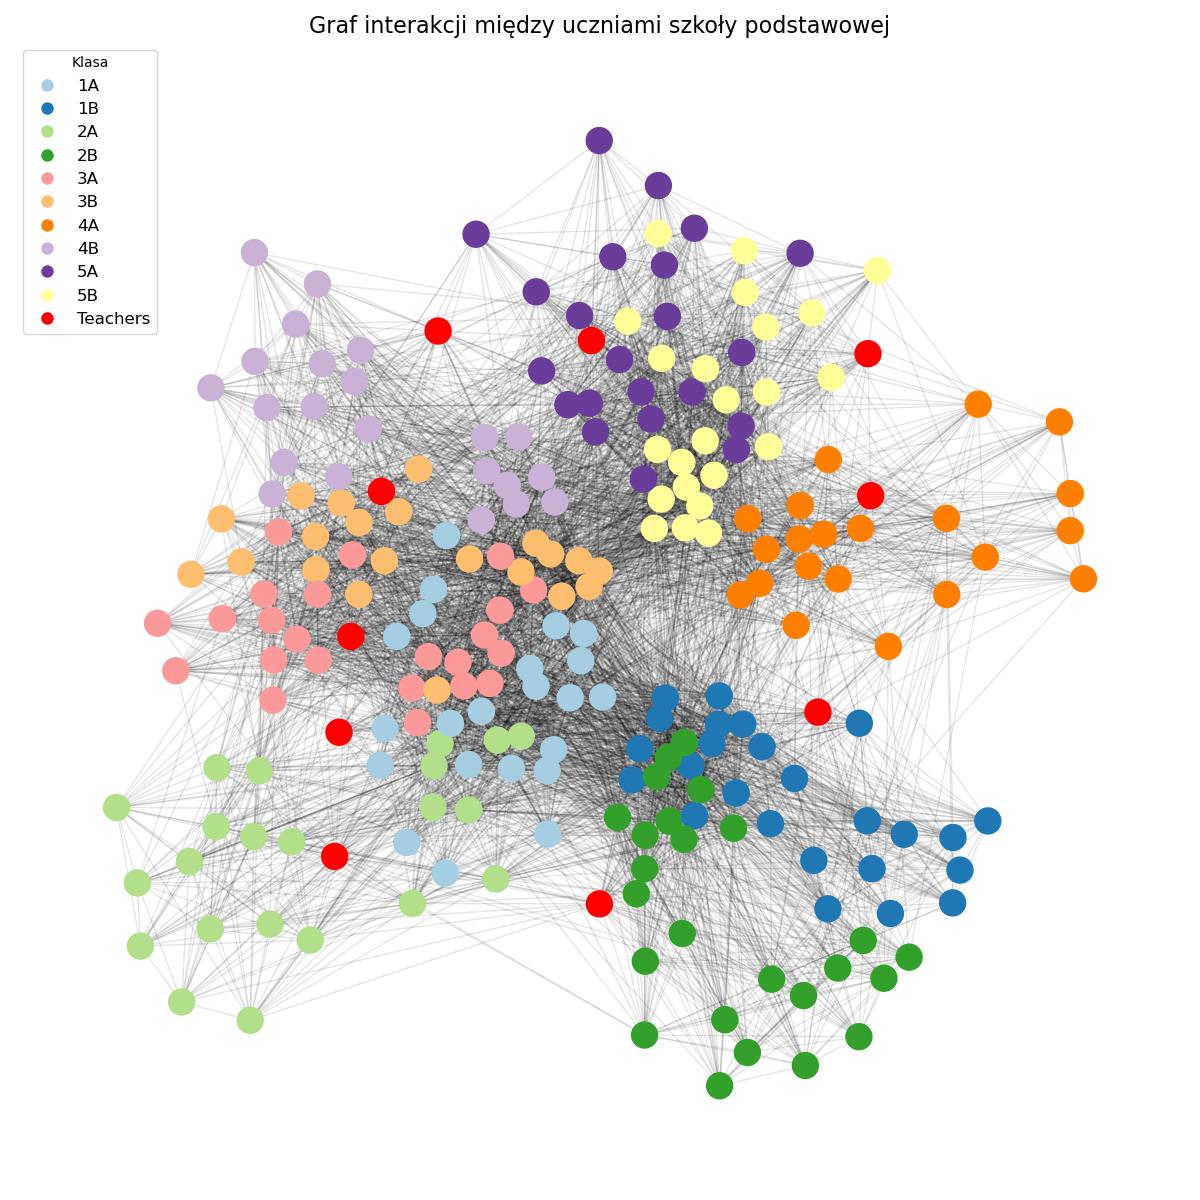 Graf interakcji między uczniami szkoły podstawowej
Klasa
1A
1B
2A
2B
3A
3B
4A
4B
5A
5B
Teachers